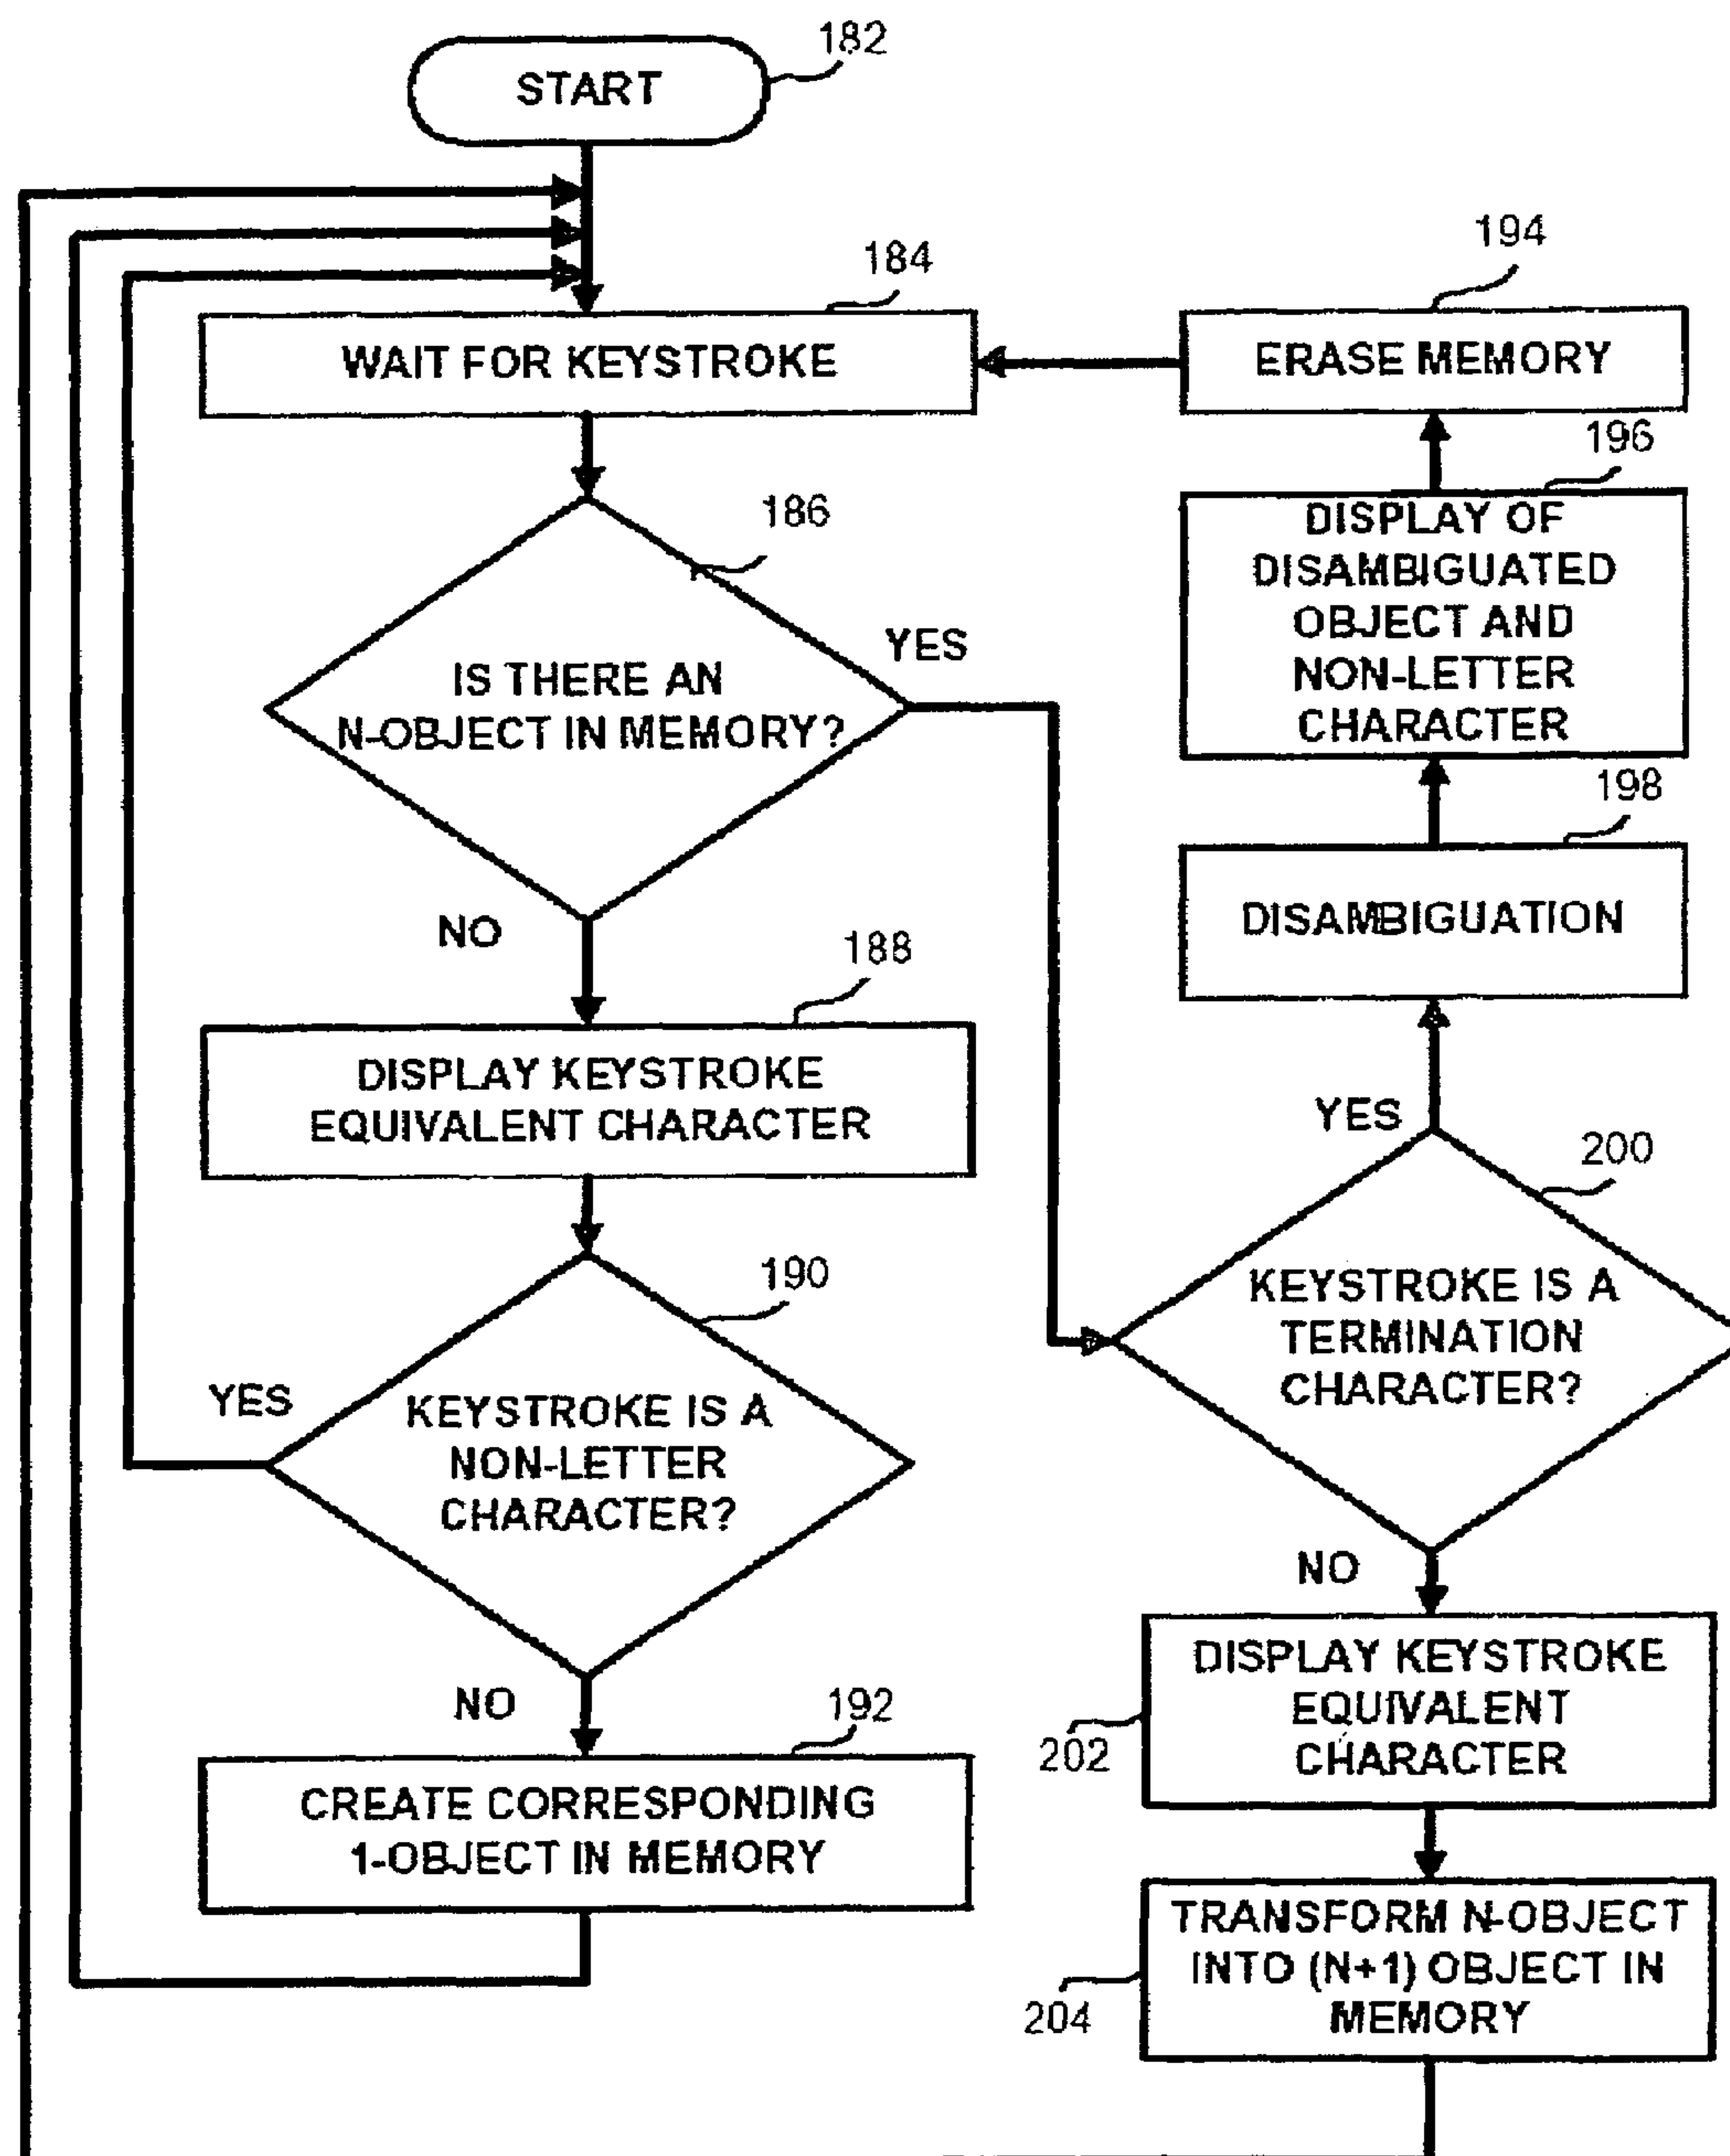 182
START
184
WAIT FOR KEYSTROKE
186
IS THERE AN
N-OBJECT IN MEMORY?
YES
NO
188
DISPLAY KEYSTROKE
EQUIVALENT CHARACTER
190
KEYSTROKE IS A
NON-LETTER
CHARACTER?
YES
NO
192
CREATE CORRESPONDING
1-OBJECT IN MEMORY
194
ERASE MEMORY
196
DISPLAY OF
DISAMBIGUATED
OBJECT AND
NON-LETTER
CHARACTER
198
DISAMBIGUATION
YES
200
KEYSTROKE IS A
TERMINATION
CHARACTER?
NO
202
DISPLAY KEYSTROKE
EQUIVALENT
CHARACTER
204
TRANSFORM N-OBJECT
INTO (N+1) OBJECT IN
MEMORY